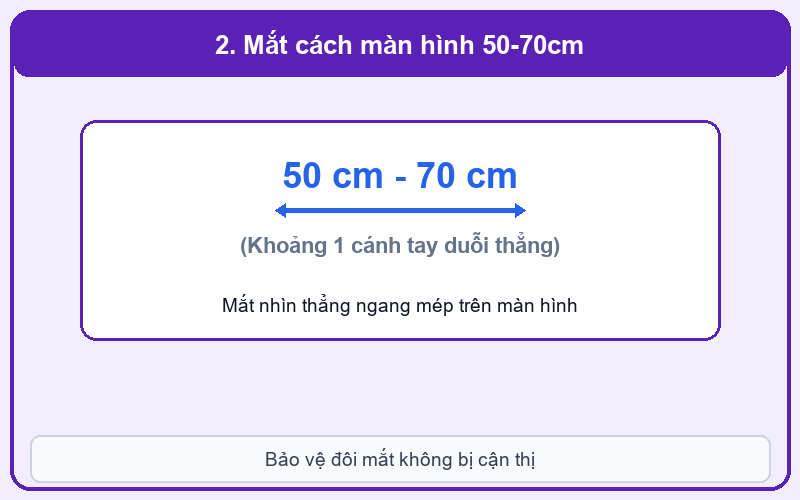 2. Mắt cách màn hình 50-70cm
50 cm - 70 cm
(Khoảng 1 cánh tay duỗi thẳng)
Mắt nhìn thẳng ngang mép trên màn hình
Bảo vệ đôi mắt không bị cận thị